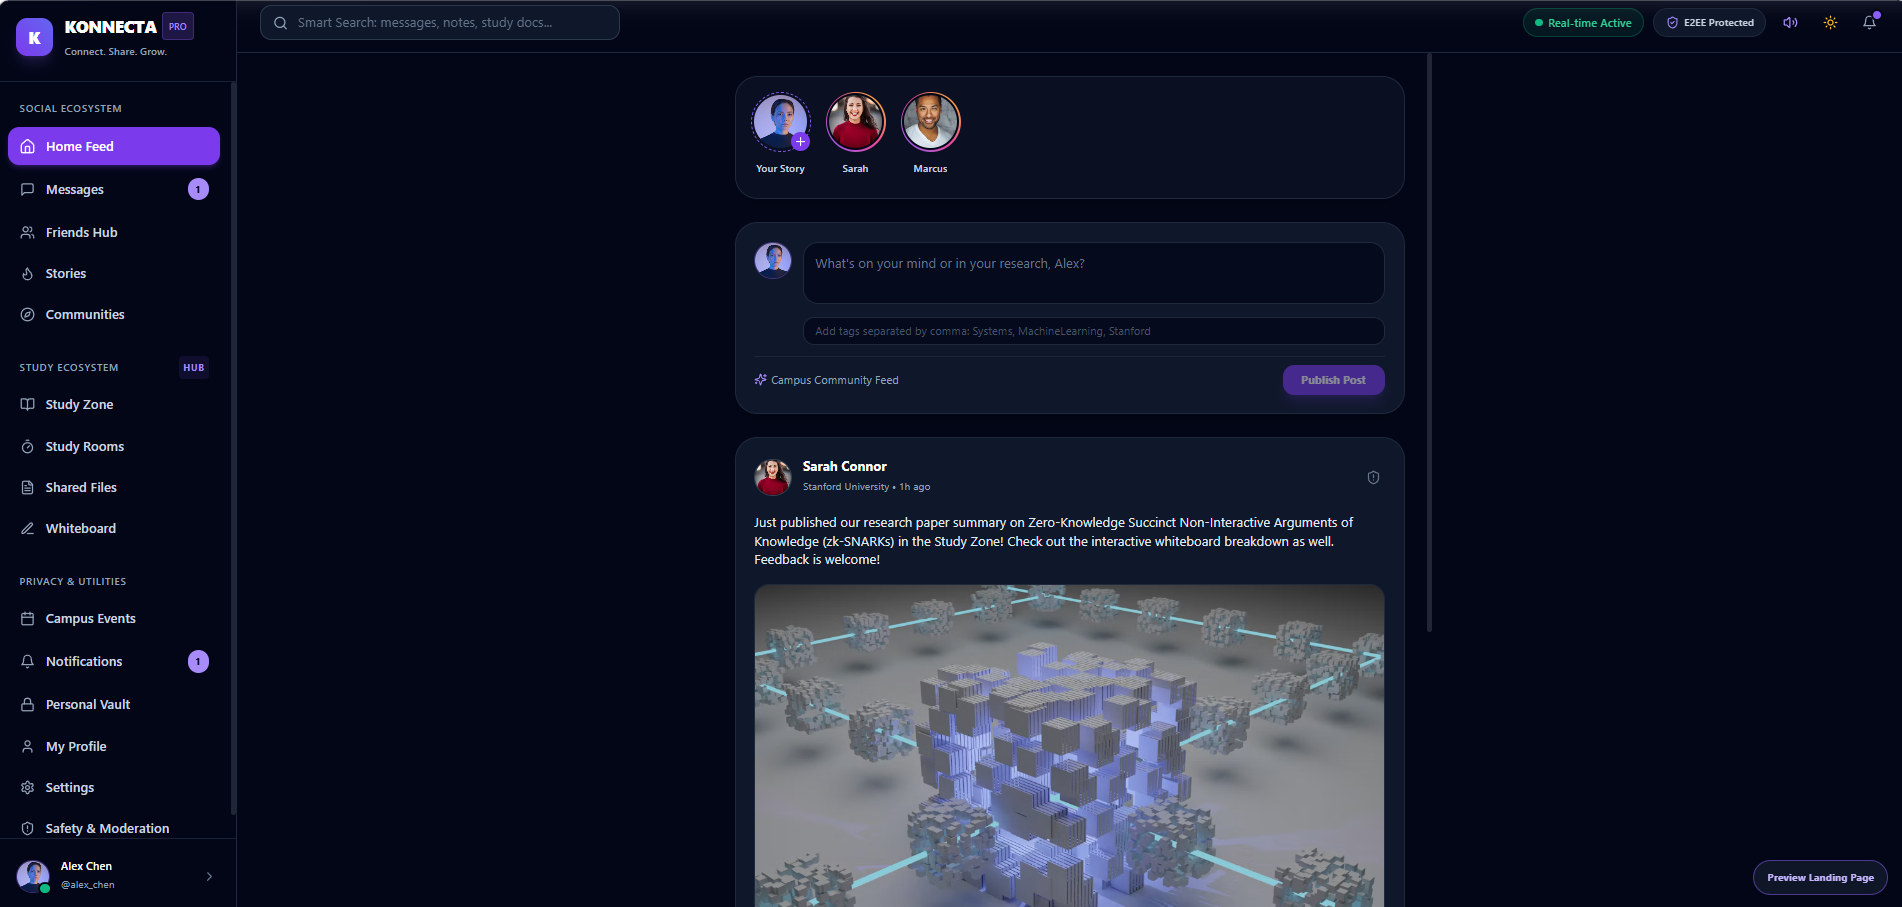 K
KONNECTA PRO
Connect. Share. Grow.
Smart Search: messages, notes, study docs...
Real-time Active
E2EE Protected
SOCIAL ECOSYSTEM
Home Feed
Messages 1
Friends Hub
Stories
Communities
STUDY ECOSYSTEM HUB
Study Zone
Study Rooms
Shared Files
Whiteboard
PRIVACY & UTILITIES
Campus Events
Notifications 1
Personal Vault
My Profile
Settings
Safety & Moderation
Alex Chen
@alex_chen
Your Story
Sarah
Marcus
What's on your mind or in your research, Alex?
Add tags separated by comma: Systems, MachineLearning, Stanford
Campus Community Feed
Publish Post
Sarah Connor
Stanford University • 1h ago
Just published our research paper summary on Zero-Knowledge Succinct Non-Interactive Arguments of
Knowledge (zk-SNARKs) in the Study Zone! Check out the interactive whiteboard breakdown as well.
Feedback is welcome!
Preview Landing Page